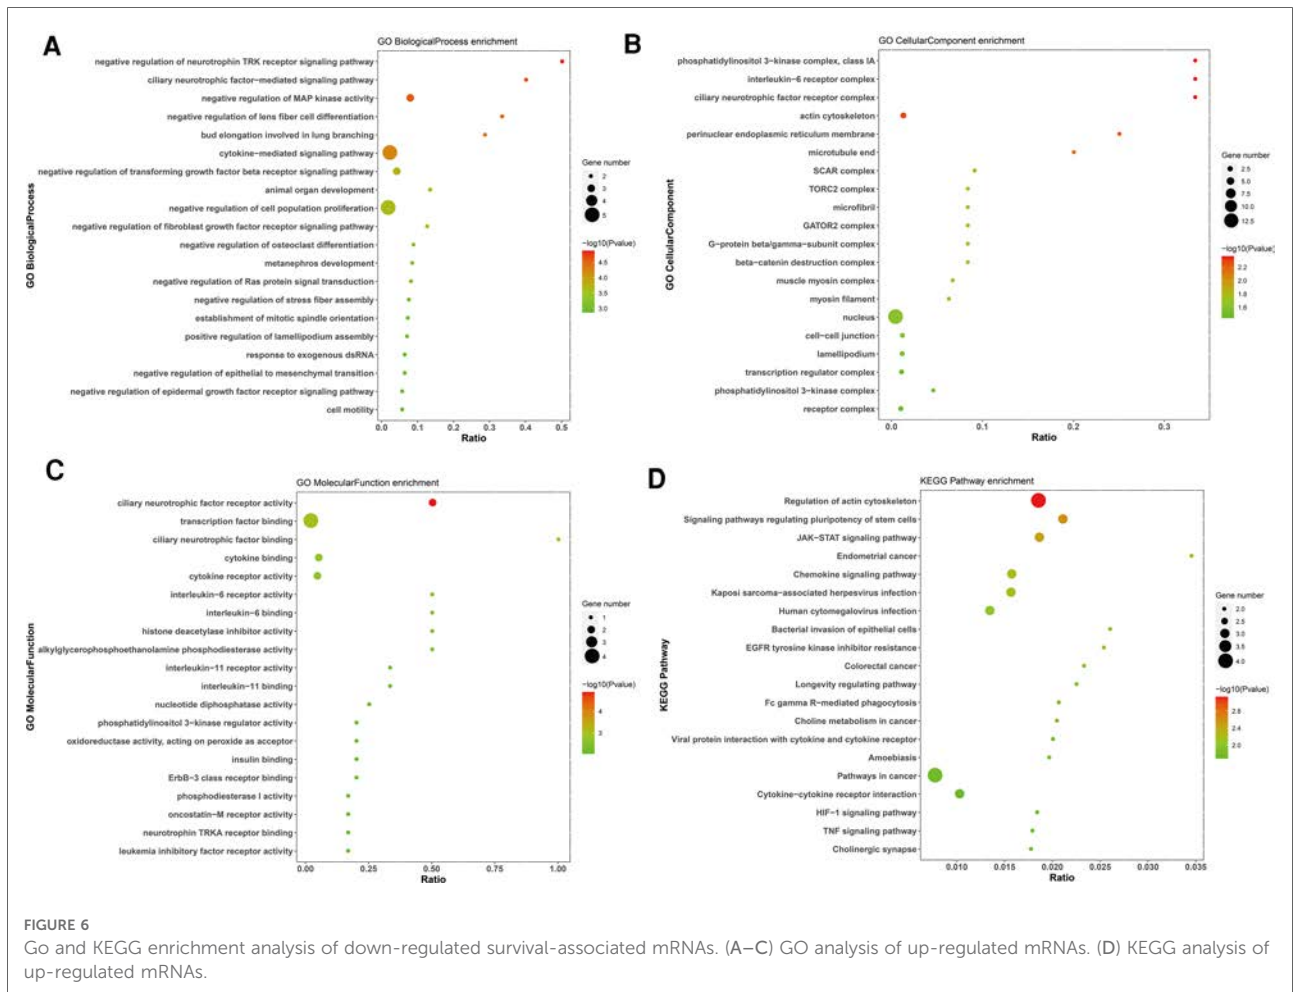 A
GO BiologicalProcess enrichment
negative regulation of neurotrophin TRK receptor signaling pathway
ciliary neurotrophic factor−mediated signaling pathway
negative regulation of MAP kinase activity
negative regulation of lens fiber cell differentiation
bud elongation involved in lung branching
cytokine−mediated signaling pathway
negative regulation of transforming growth factor beta receptor signaling pathway
animal organ development
negative regulation of cell population proliferation
negative regulation of fibroblast growth factor receptor signaling pathway
negative regulation of osteoclast differentiation
metanephros development
negative regulation of Ras protein signal transduction
negative regulation of stress fiber assembly
establishment of mitotic spindle orientation
positive regulation of lamellipodium assembly
response to exogenous dsRNA
negative regulation of epithelial to mesenchymal transition
negative regulation of epidermal growth factor receptor signaling pathway
cell motility
GO BiologicalProcess
0.0 0.1 0.2 0.3 0.4 0.5
Ratio
Gene number
2
3
4
5
−log10(Pvalue)
4.5
4.0
3.5
3.0
B
GO CellularComponent enrichment
phosphatidylinositol 3−kinase complex, class IA
interleukin−6 receptor complex
ciliary neurotrophic factor receptor complex
actin cytoskeleton
perinuclear endoplasmic reticulum membrane
microtubule end
SCAR complex
TORC2 complex
microfibril
GATOR2 complex
G−protein beta/gamma−subunit complex
beta−catenin destruction complex
muscle myosin complex
myosin filament
nucleus
cell−cell junction
lamellipodium
transcription regulator complex
phosphatidylinositol 3−kinase complex
receptor complex
GO CellularComponent
0.0 0.1 0.2 0.3
Ratio
Gene number
2.5
5.0
7.5
10.0
12.5
−log10(Pvalue)
2.2
2.0
1.8
1.6
C
GO MolecularFunction enrichment
ciliary neurotrophic factor receptor activity
transcription factor binding
ciliary neurotrophic factor binding
cytokine binding
cytokine receptor activity
interleukin−6 receptor activity
interleukin−6 binding
histone deacetylase inhibitor activity
alkylglycerophosphoethanolamine phosphodiesterase activity
interleukin−11 receptor activity
interleukin−11 binding
nucleotide diphosphatase activity
phosphatidylinositol 3−kinase regulator activity
oxidoreductase activity, acting on peroxide as acceptor
insulin binding
ErbB−3 class receptor binding
phosphodiesterase I activity
oncostatin−M receptor activity
neurotrophin TRKA receptor binding
leukemia inhibitory factor receptor activity
GO MolecularFunction
0.00 0.25 0.50 0.75 1.00
Ratio
Gene number
1
2
3
4
−log10(Pvalue)
4
3
D
KEGG Pathway enrichment
Regulation of actin cytoskeleton
Signaling pathways regulating pluripotency of stem cells
JAK−STAT signaling pathway
Endometrial cancer
Chemokine signaling pathway
Kaposi sarcoma−associated herpesvirus infection
Human cytomegalovirus infection
Bacterial invasion of epithelial cells
EGFR tyrosine kinase inhibitor resistance
Colorectal cancer
Longevity regulating pathway
Fc gamma R−mediated phagocytosis
Choline metabolism in cancer
Viral protein interaction with cytokine and cytokine receptor
Amoebiasis
Pathways in cancer
Cytokine−cytokine receptor interaction
HIF−1 signaling pathway
TNF signaling pathway
Cholinergic synapse
KEGG Pathway
0.010 0.015 0.020 0.025 0.030 0.035
Ratio
Gene number
2.0
2.5
3.0
3.5
4.0
−log10(Pvalue)
2.8
2.4
2.0
FIGURE 6
Go and KEGG enrichment analysis of down-regulated survival-associated mRNAs. (A–C) GO analysis of up-regulated mRNAs. (D) KEGG analysis of
up-regulated mRNAs.